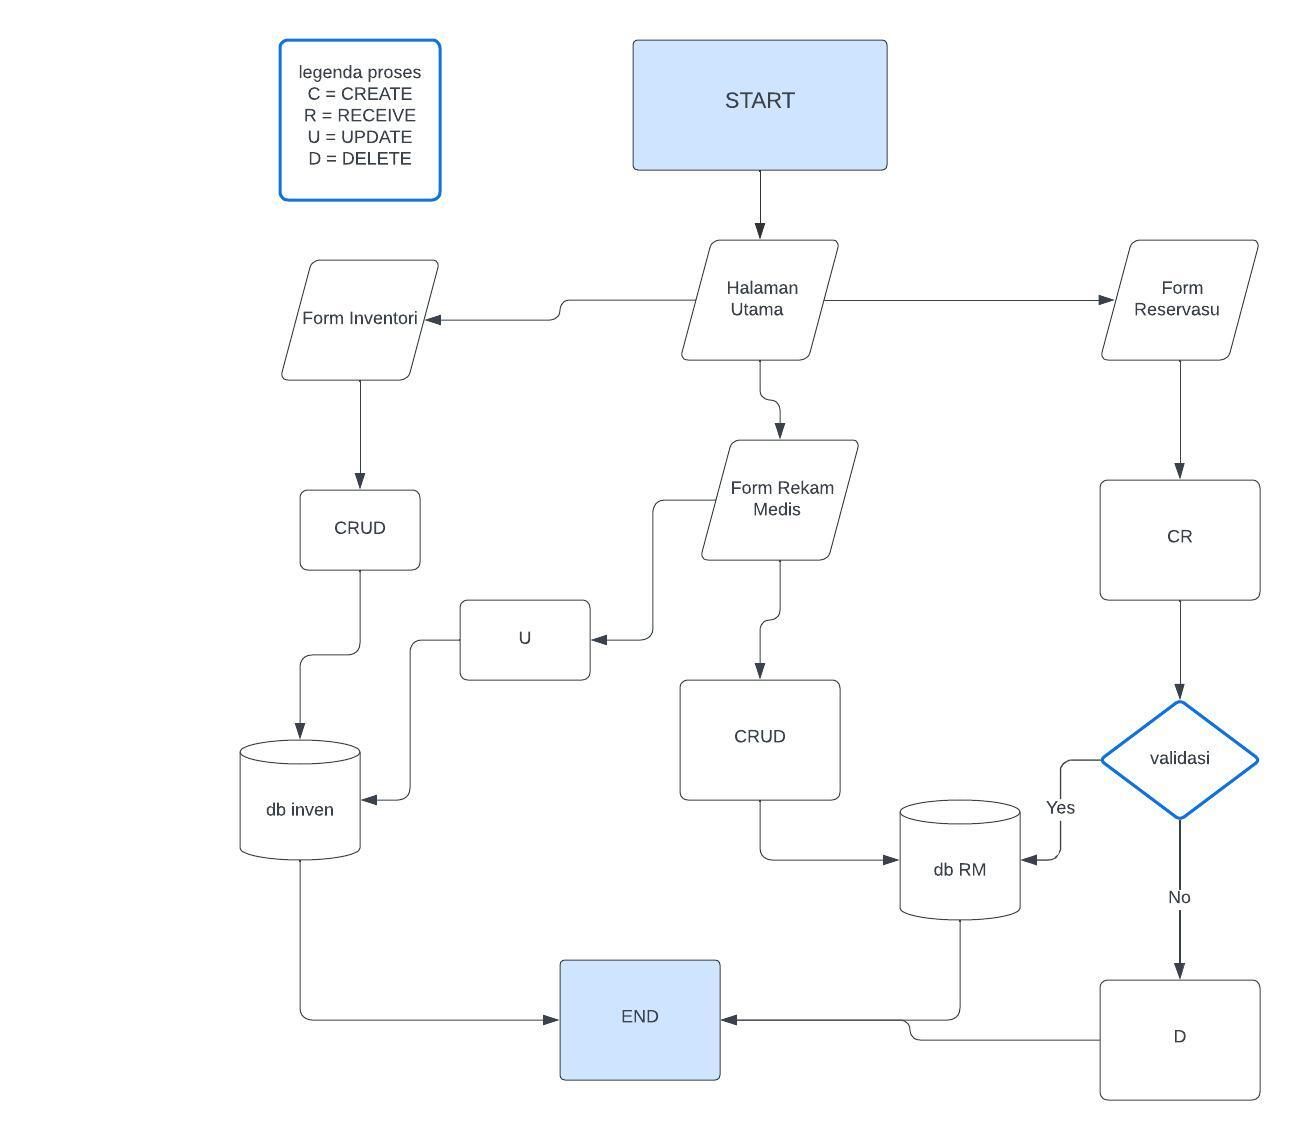 legenda proses
C = CREATE
R = RECEIVE
U = UPDATE
D = DELETE
START
Halaman
Utama
Form Inventori
Form
Reservasu
Form Rekam
Medis
CRUD
CR
U
CRUD
validasi
db inven
Yes
db RM
No
END
D